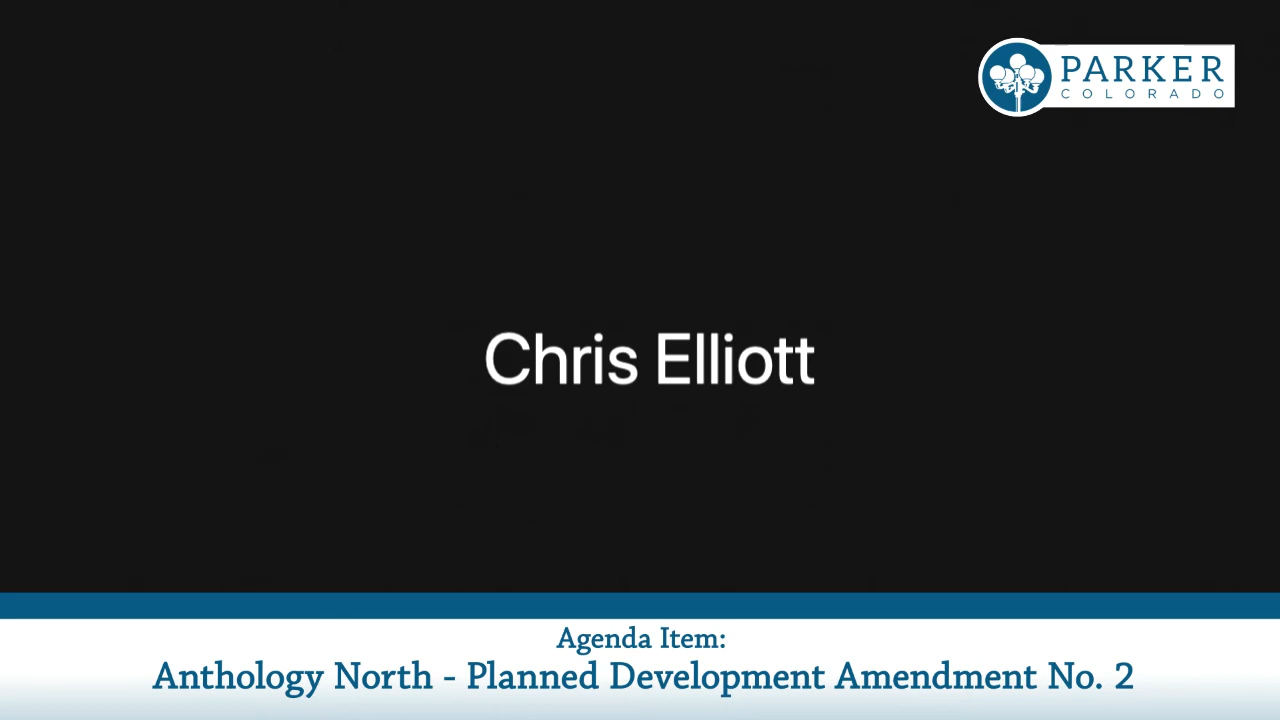 PARKER
COLORADO
Chris Elliott
Agenda Item:
Anthology North - Planned Development Amendment No. 2